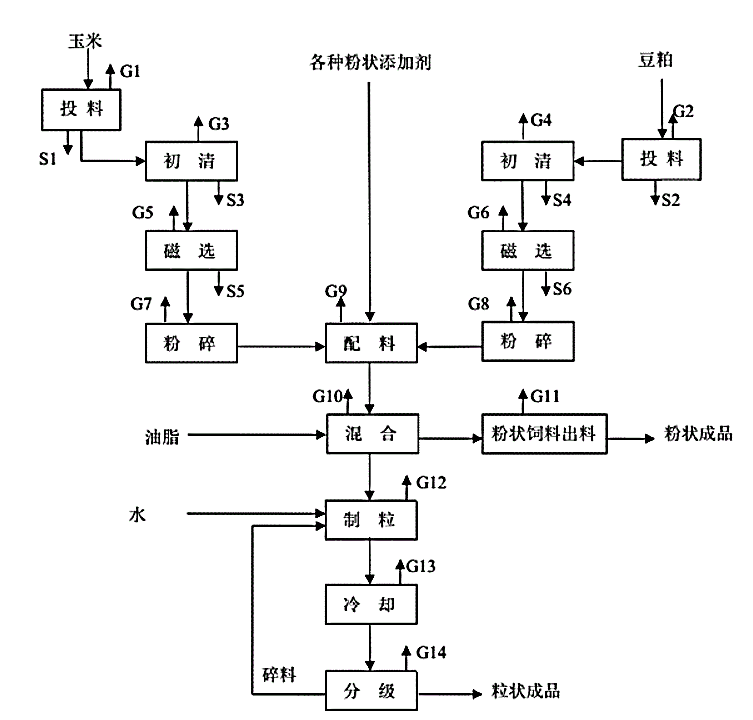 玉米
各种粉状添加剂
豆粕
G1
G2
投料
S1
G3
G4
初清
初清
投料
S3
S4
S2
G5
G6
磁选
磁选
S5
S6
G7
G9
G8
粉碎
配料
粉碎
G10
G11
油脂
混合
粉状饲料出料
粉状成品
G12
水
制粒
G13
冷却
碎料
G14
分级
粒状成品